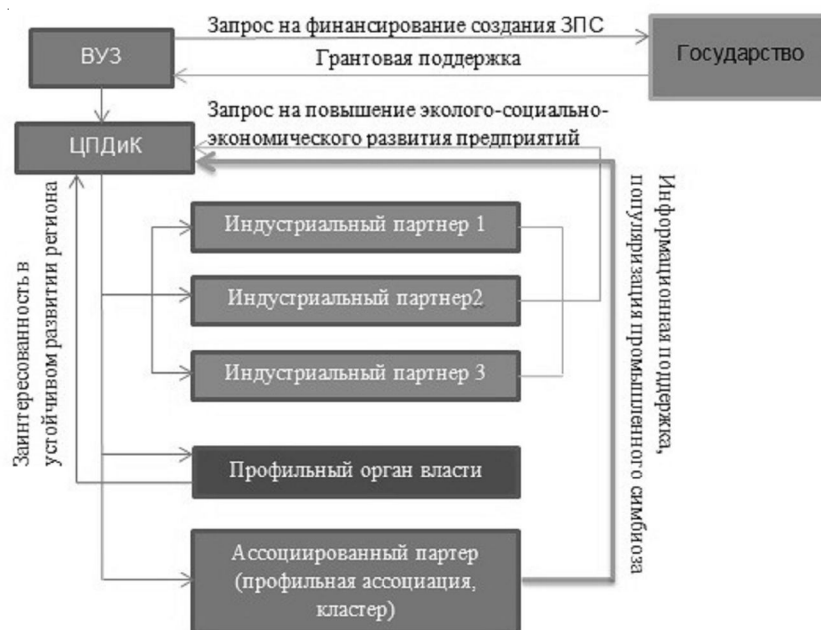 Запрос на финансирование создания ЗПС
ВУЗ
Государство
Грантовая поддержка
Запрос на повышение эколого-социально-
экономического развития предприятий
ЦПДиК
Индустриальный партнер 1
Индустриальный партнер2
Индустриальный партнер 3
Профильный орган власти
Ассоциированный партер
(профильная ассоциация,
кластер)
Заинтересованность в
устойчивом развитии региона
Информационная поддержка,
популяризация промышленного симбиоза